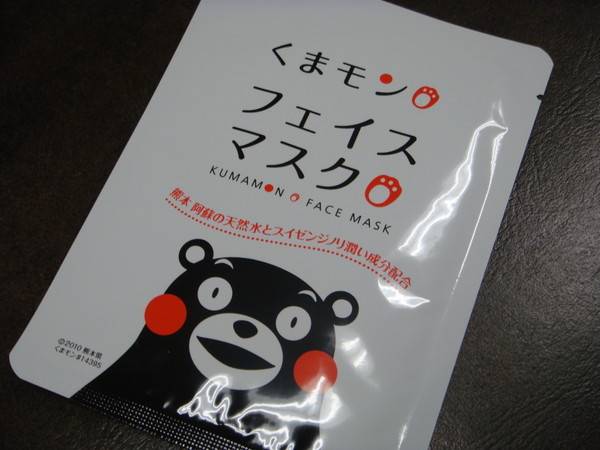 くまモンの
フェイス
マスク
KUMAMON FACE MASK
熊本 阿蘇の天然水とスイゼンジノリ潤い成分配合
©2010 熊本県
くまモン#14395